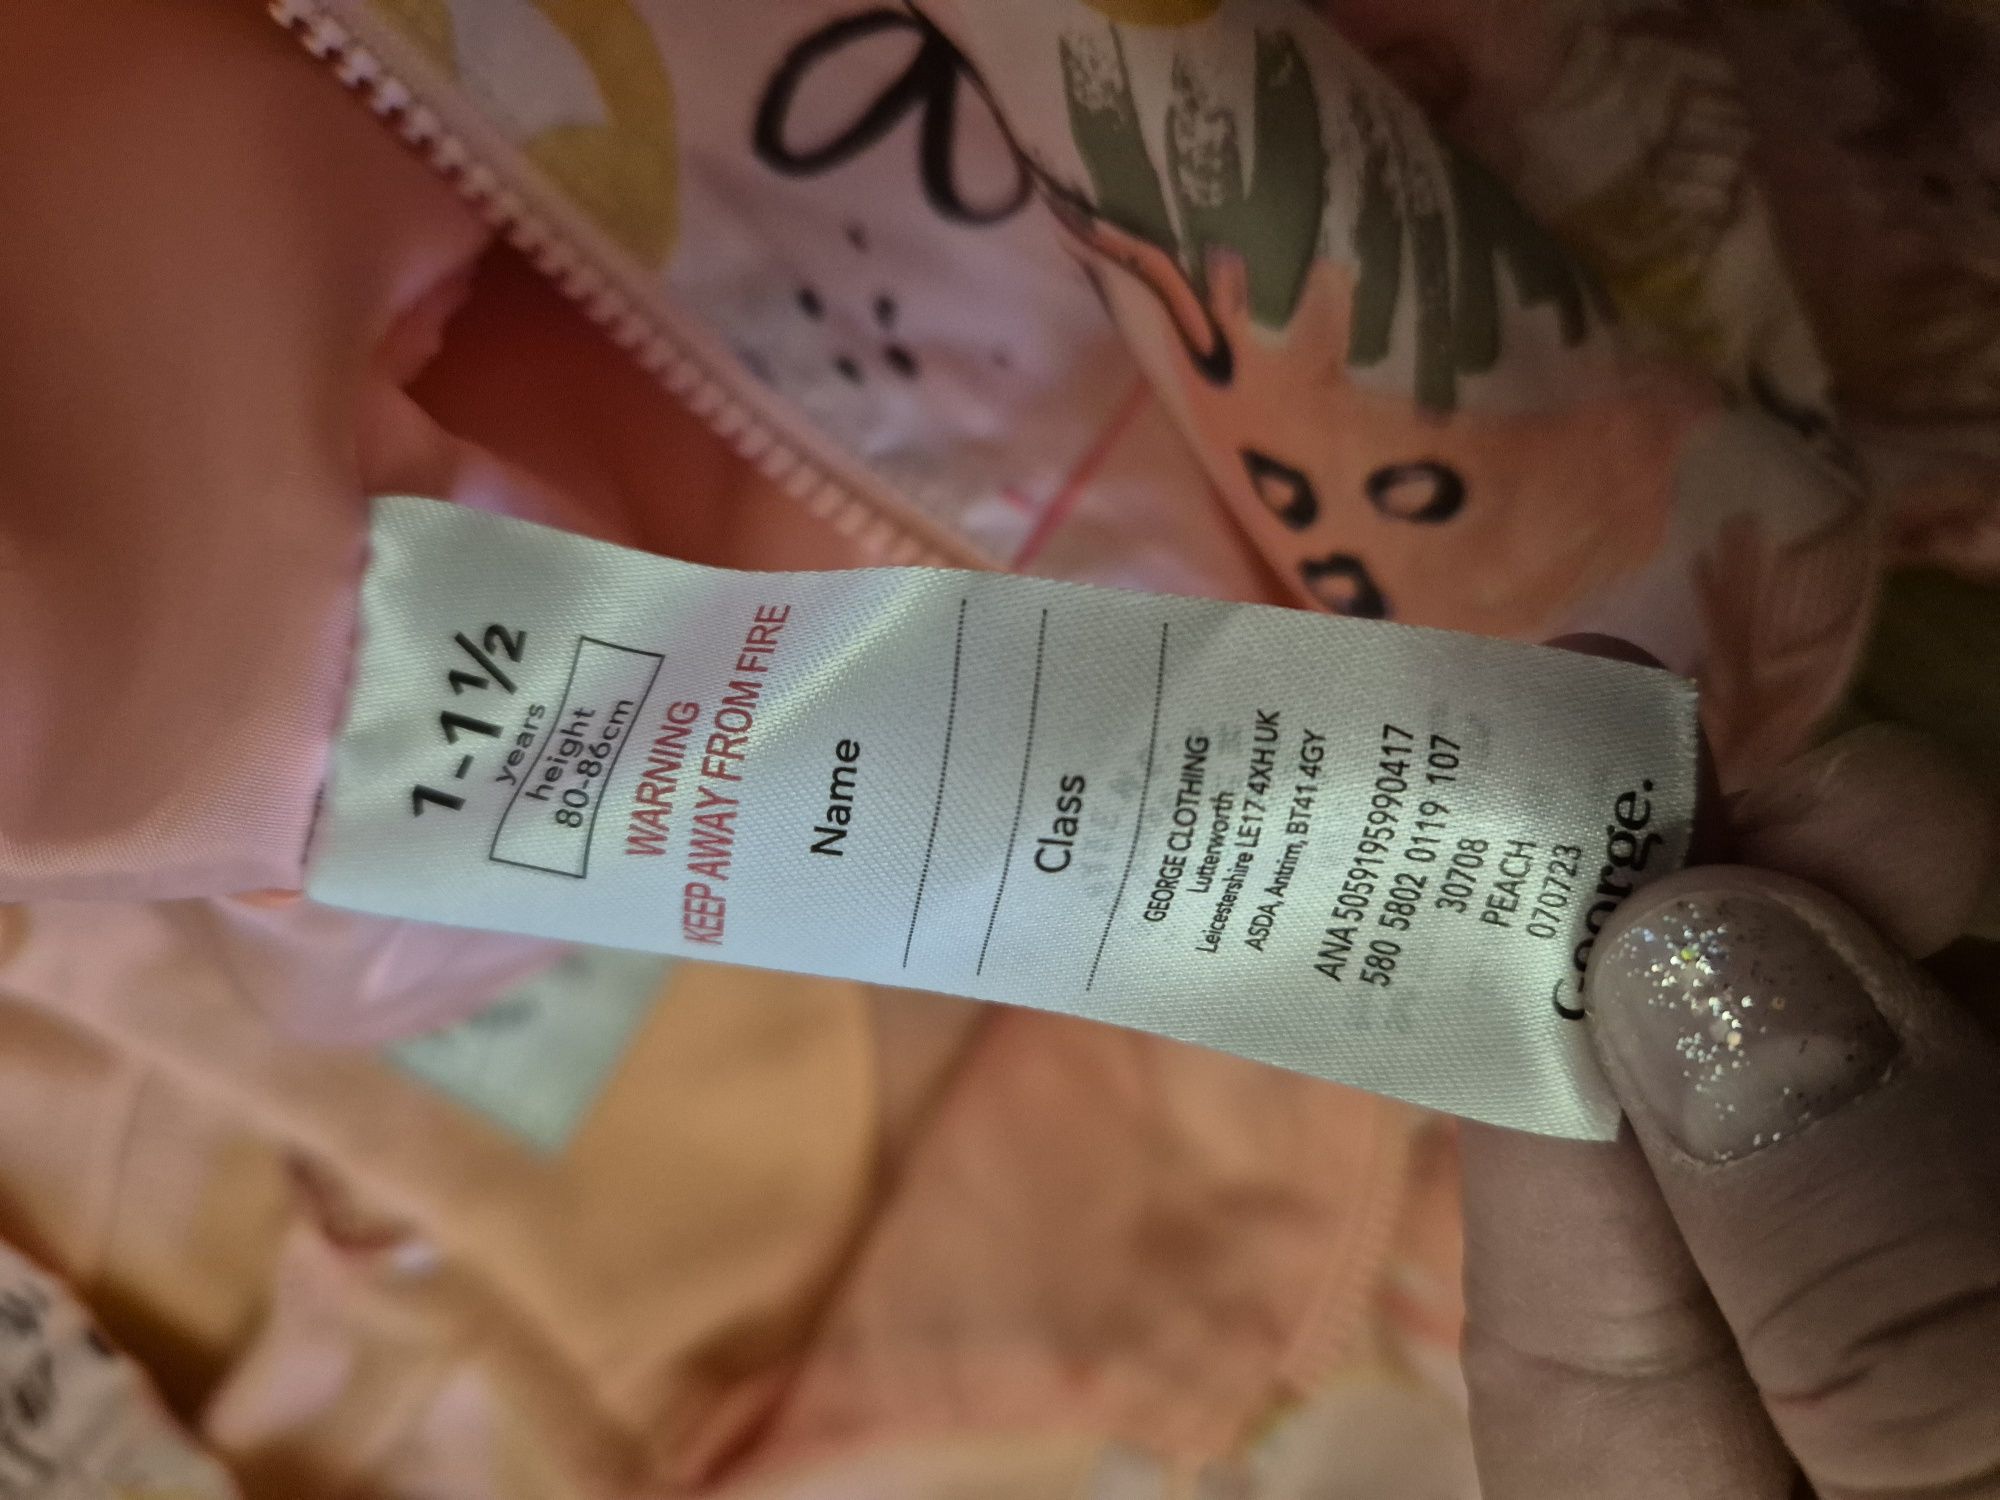 1-1½
years
height
80-86cm
WARNING
KEEP AWAY FROM FIRE
Name
Class
GEORGE CLOTHING
Lutterworth
Leicestershire LE17 4XH UK
ASDA, Antrim, BT41 4GY
ANA 5059195990417
580 5802 0119 107
30708
PEACH
070723
George.